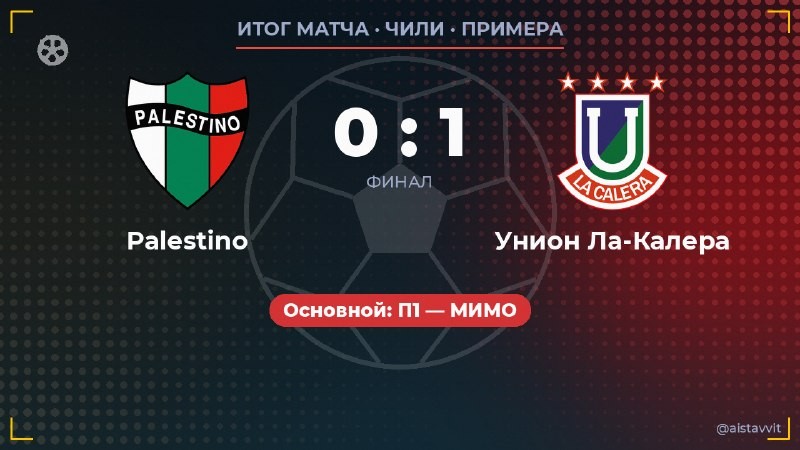 ИТОГ МАТЧА · ЧИЛИ · ПРИМЕРА
PALESTINO
0 : 1
LA CALERA
ФИНАЛ
Palestino
Унион Ла-Калера
Основной: П1 — МИМО
@aistavvit